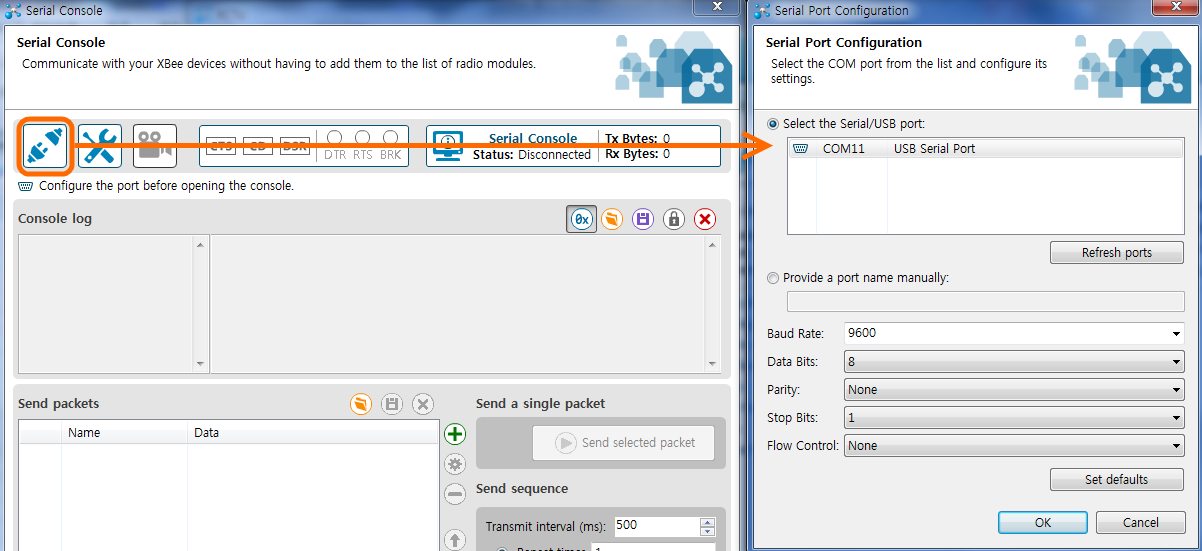 Serial Console
Serial Console
Communicate with your XBee devices without having to add them to the list of radio modules.
CTS
CD
DSR
DTR RTS BRK
Serial Console
Status: Disconnected
Tx Bytes: 0
Rx Bytes: 0
Configure the port before opening the console.
Console log
0x
Send packets
Name
Data
Send a single packet
Send selected packet
Send sequence
Transmit interval (ms): 500
Repeat times 1
Serial Port Configuration
Serial Port Configuration
Select the COM port from the list and configure its
settings.
Select the Serial/USB port:
COM11 USB Serial Port
Refresh ports
Provide a port name manually:
Baud Rate: 9600
Data Bits: 8
Parity: None
Stop Bits: 1
Flow Control: None
Set defaults
OK
Cancel